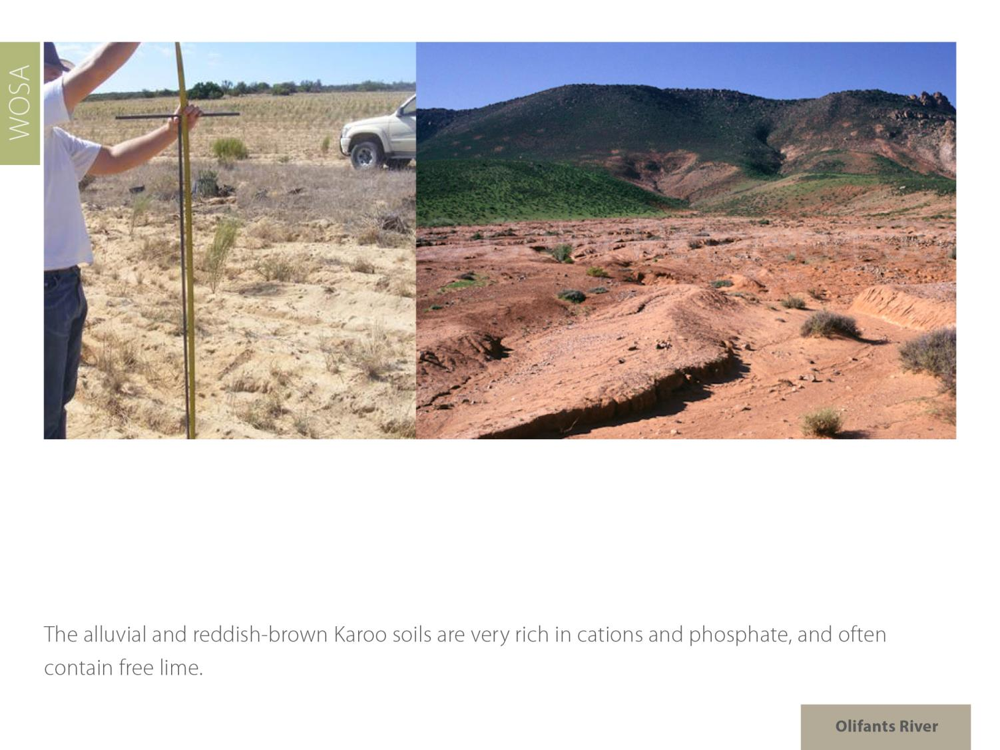 WOSA
The alluvial and reddish-brown Karoo soils are very rich in cations and phosphate, and often
contain free lime.
Olifants River